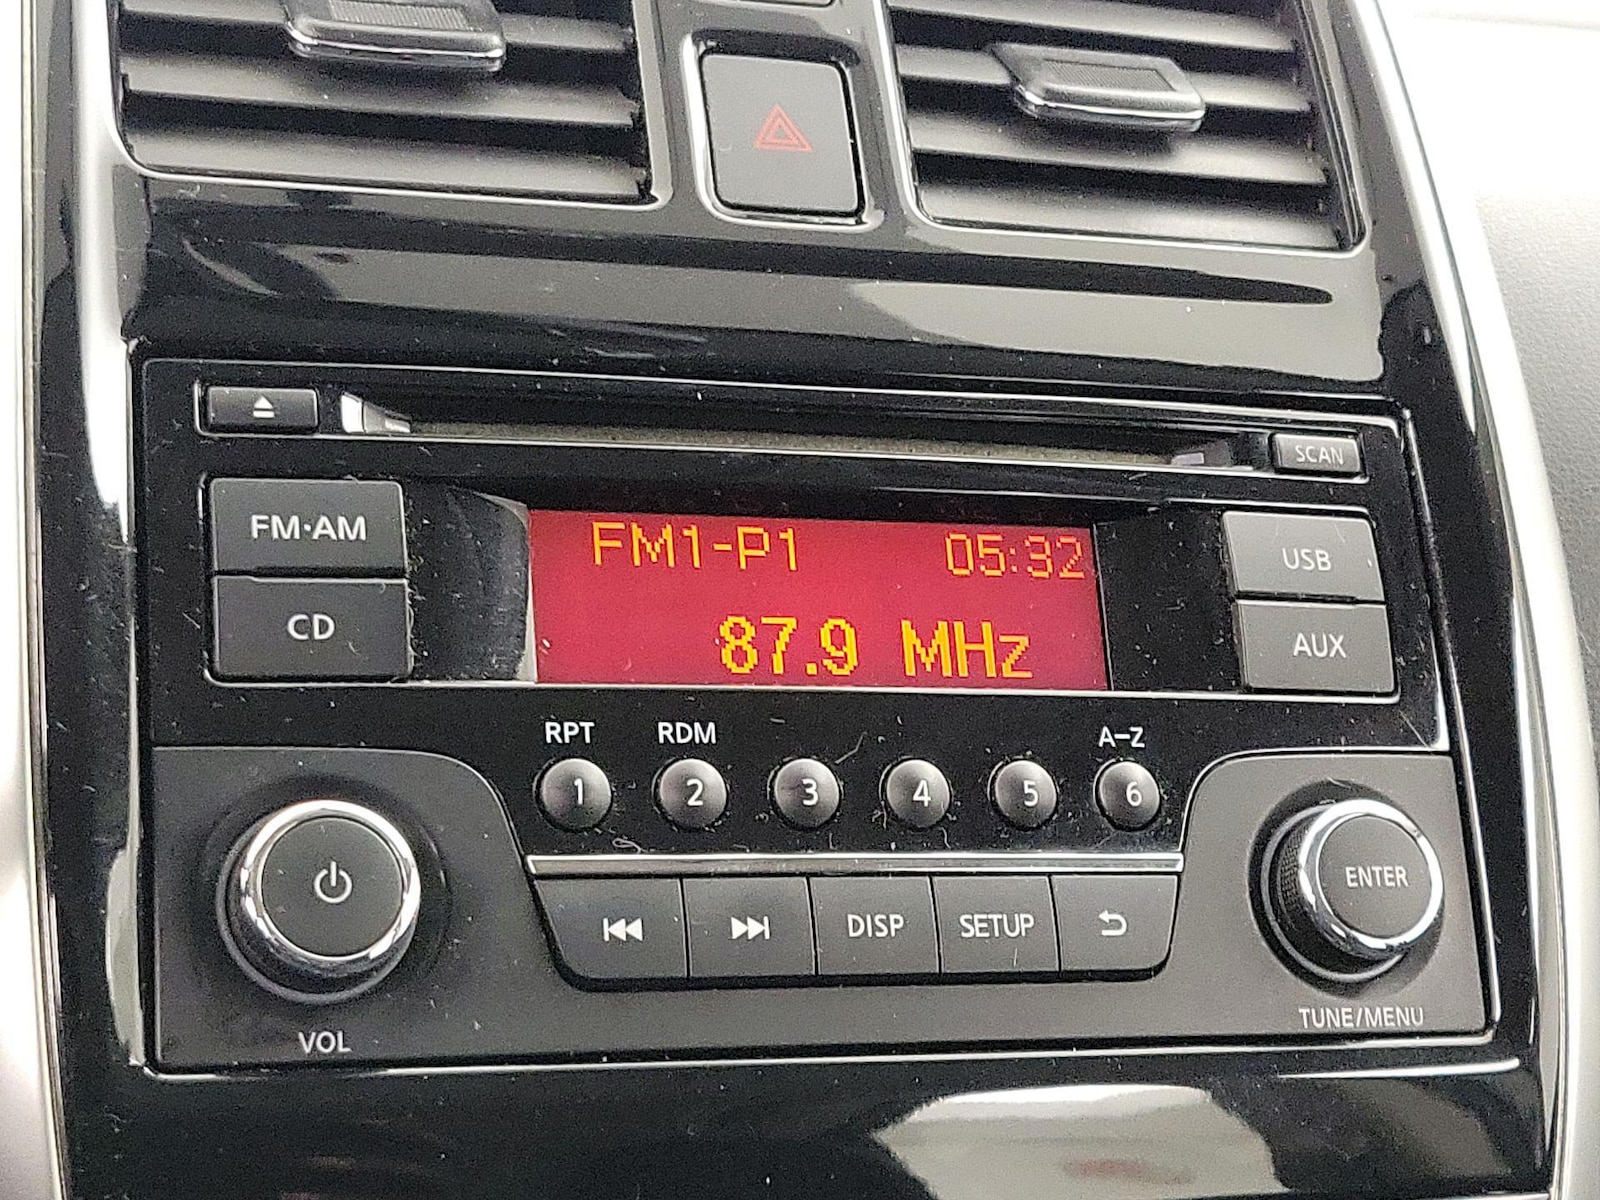 SCAN
FM·AM
FM1-P1 05:32
USB
CD
87.9 MHz
AUX
RPT RDM A-Z
1 2 3 4 5 6
ENTER
DISP SETUP
VOL
TUNE/MENU